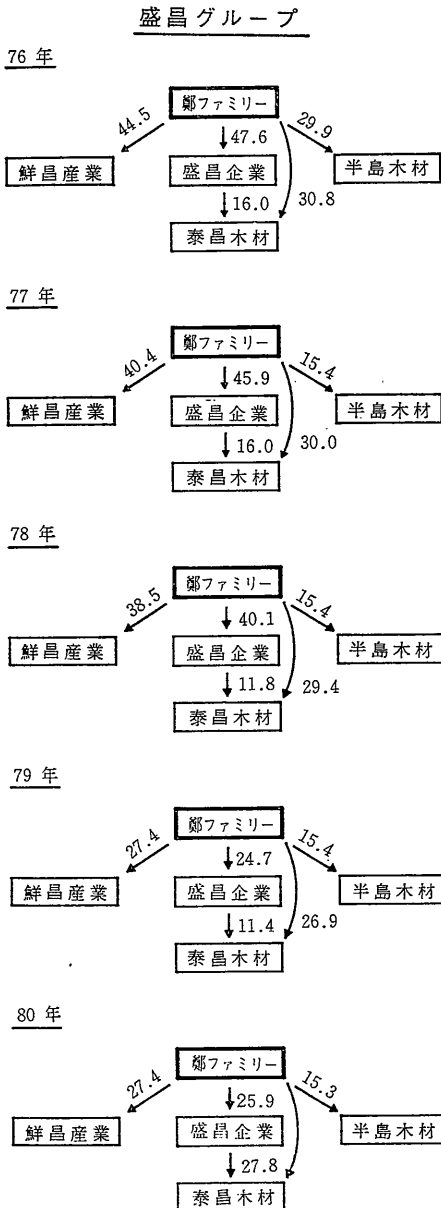 盛昌グループ
76 年
鄭ファミリー
44.5
47.6
29.9
鮮昌産業
盛昌企業
半島木材
16.0
30.8
泰昌木材
77 年
鄭ファミリー
40.4
45.9
15.4
鮮昌産業
盛昌企業
半島木材
16.0
30.0
泰昌木材
78 年
鄭ファミリー
38.5
40.1
15.4
鮮昌産業
盛昌企業
半島木材
11.8
29.4
泰昌木材
79 年
鄭ファミリー
27.4
24.7
15.4
鮮昌産業
盛昌企業
半島木材
11.4
26.9
泰昌木材
80 年
鄭ファミリー
27.4
25.9
15.3
鮮昌産業
盛昌企業
半島木材
27.8
泰昌木材